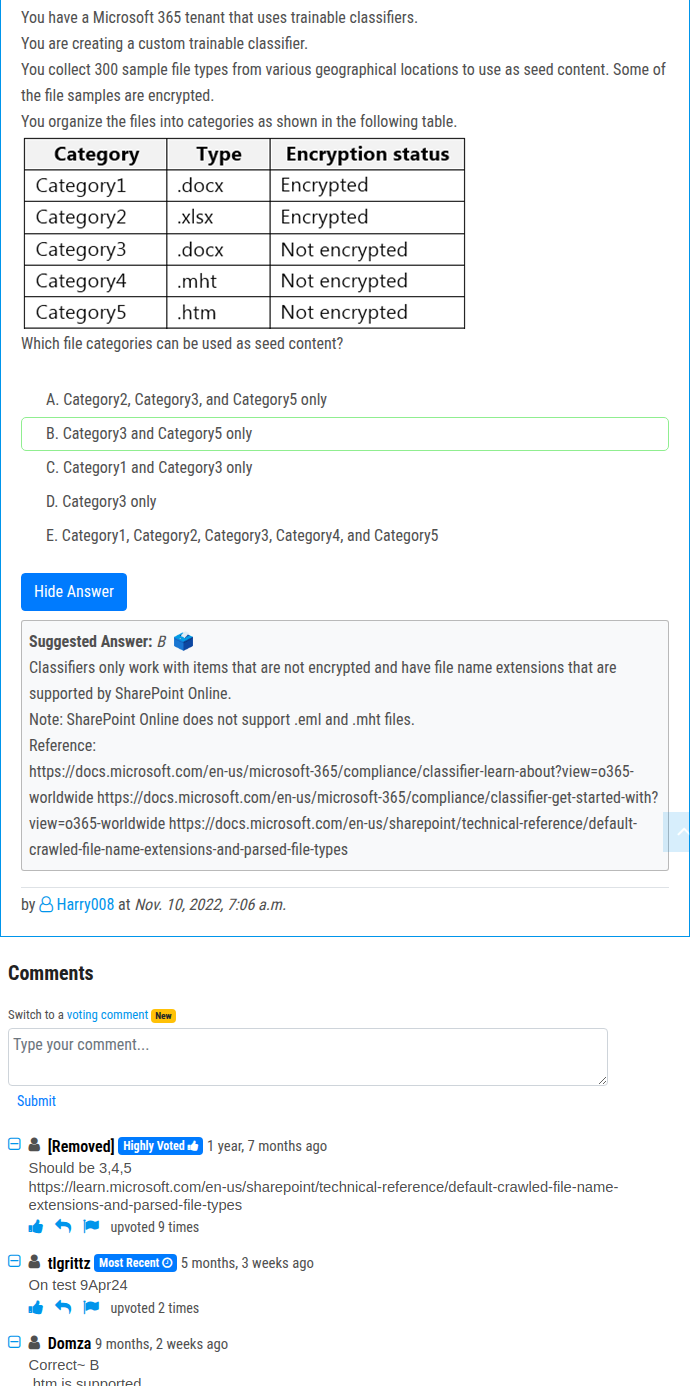 You have a Microsoft 365 tenant that uses trainable classifiers.
You are creating a custom trainable classifier.
You collect 300 sample file types from various geographical locations to use as seed content. Some of
the file samples are encrypted.
You organize the files into categories as shown in the following table.
Category Type Encryption status
Category1 .docx Encrypted
Category2 .xlsx Encrypted
Category3 .docx Not encrypted
Category4 .mht Not encrypted
Category5 .htm Not encrypted
Which file categories can be used as seed content?
A. Category2, Category3, and Category5 only
B. Category3 and Category5 only
C. Category1 and Category3 only
D. Category3 only
E. Category1, Category2, Category3, Category4, and Category5
Hide Answer
Suggested Answer: B
Classifiers only work with items that are not encrypted and have file name extensions that are
supported by SharePoint Online.
Note: SharePoint Online does not support .eml and .mht files.
Reference:
https://docs.microsoft.com/en-us/microsoft-365/compliance/classifier-learn-about?view=o365-
worldwide https://docs.microsoft.com/en-us/microsoft-365/compliance/classifier-get-started-with?
view=o365-worldwide https://docs.microsoft.com/en-us/sharepoint/technical-reference/default-
crawled-file-name-extensions-and-parsed-file-types
by Harry008 at Nov. 10, 2022, 7:06 a.m.
Comments
Switch to a voting comment New
Type your comment...
Submit
[Removed] Highly Voted 1 year, 7 months ago
Should be 3,4,5
https://learn.microsoft.com/en-us/sharepoint/technical-reference/default-crawled-file-name-
extensions-and-parsed-file-types
upvoted 9 times
tlgrittz Most Recent 5 months, 3 weeks ago
On test 9Apr24
upvoted 2 times
Domza 9 months, 2 weeks ago
Correct~ B
.htm is supported